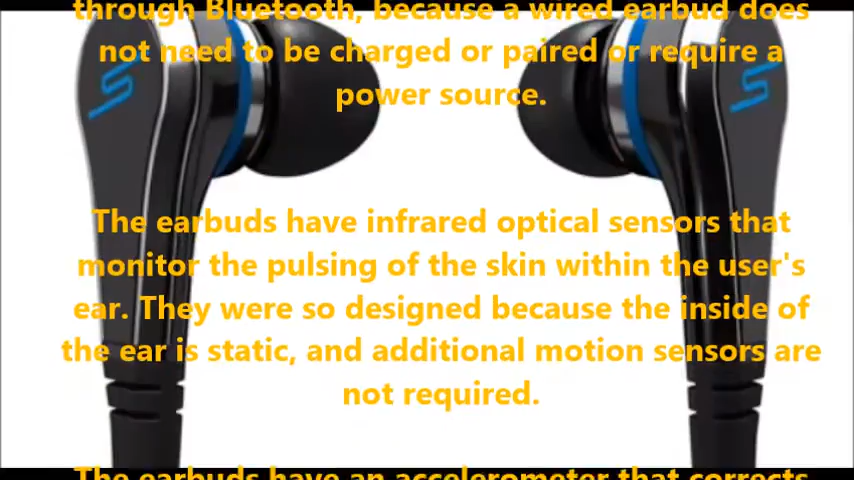 through Bluetooth, because a wired earbud does
not need to be charged or paired or require a
power source.
The earbuds have infrared optical sensors that
monitor the pulsing of the skin within the user's
ear. They were so designed because the inside of
the ear is static, and additional motion sensors are
not required.
The earbuds have an accelerometer that corrects